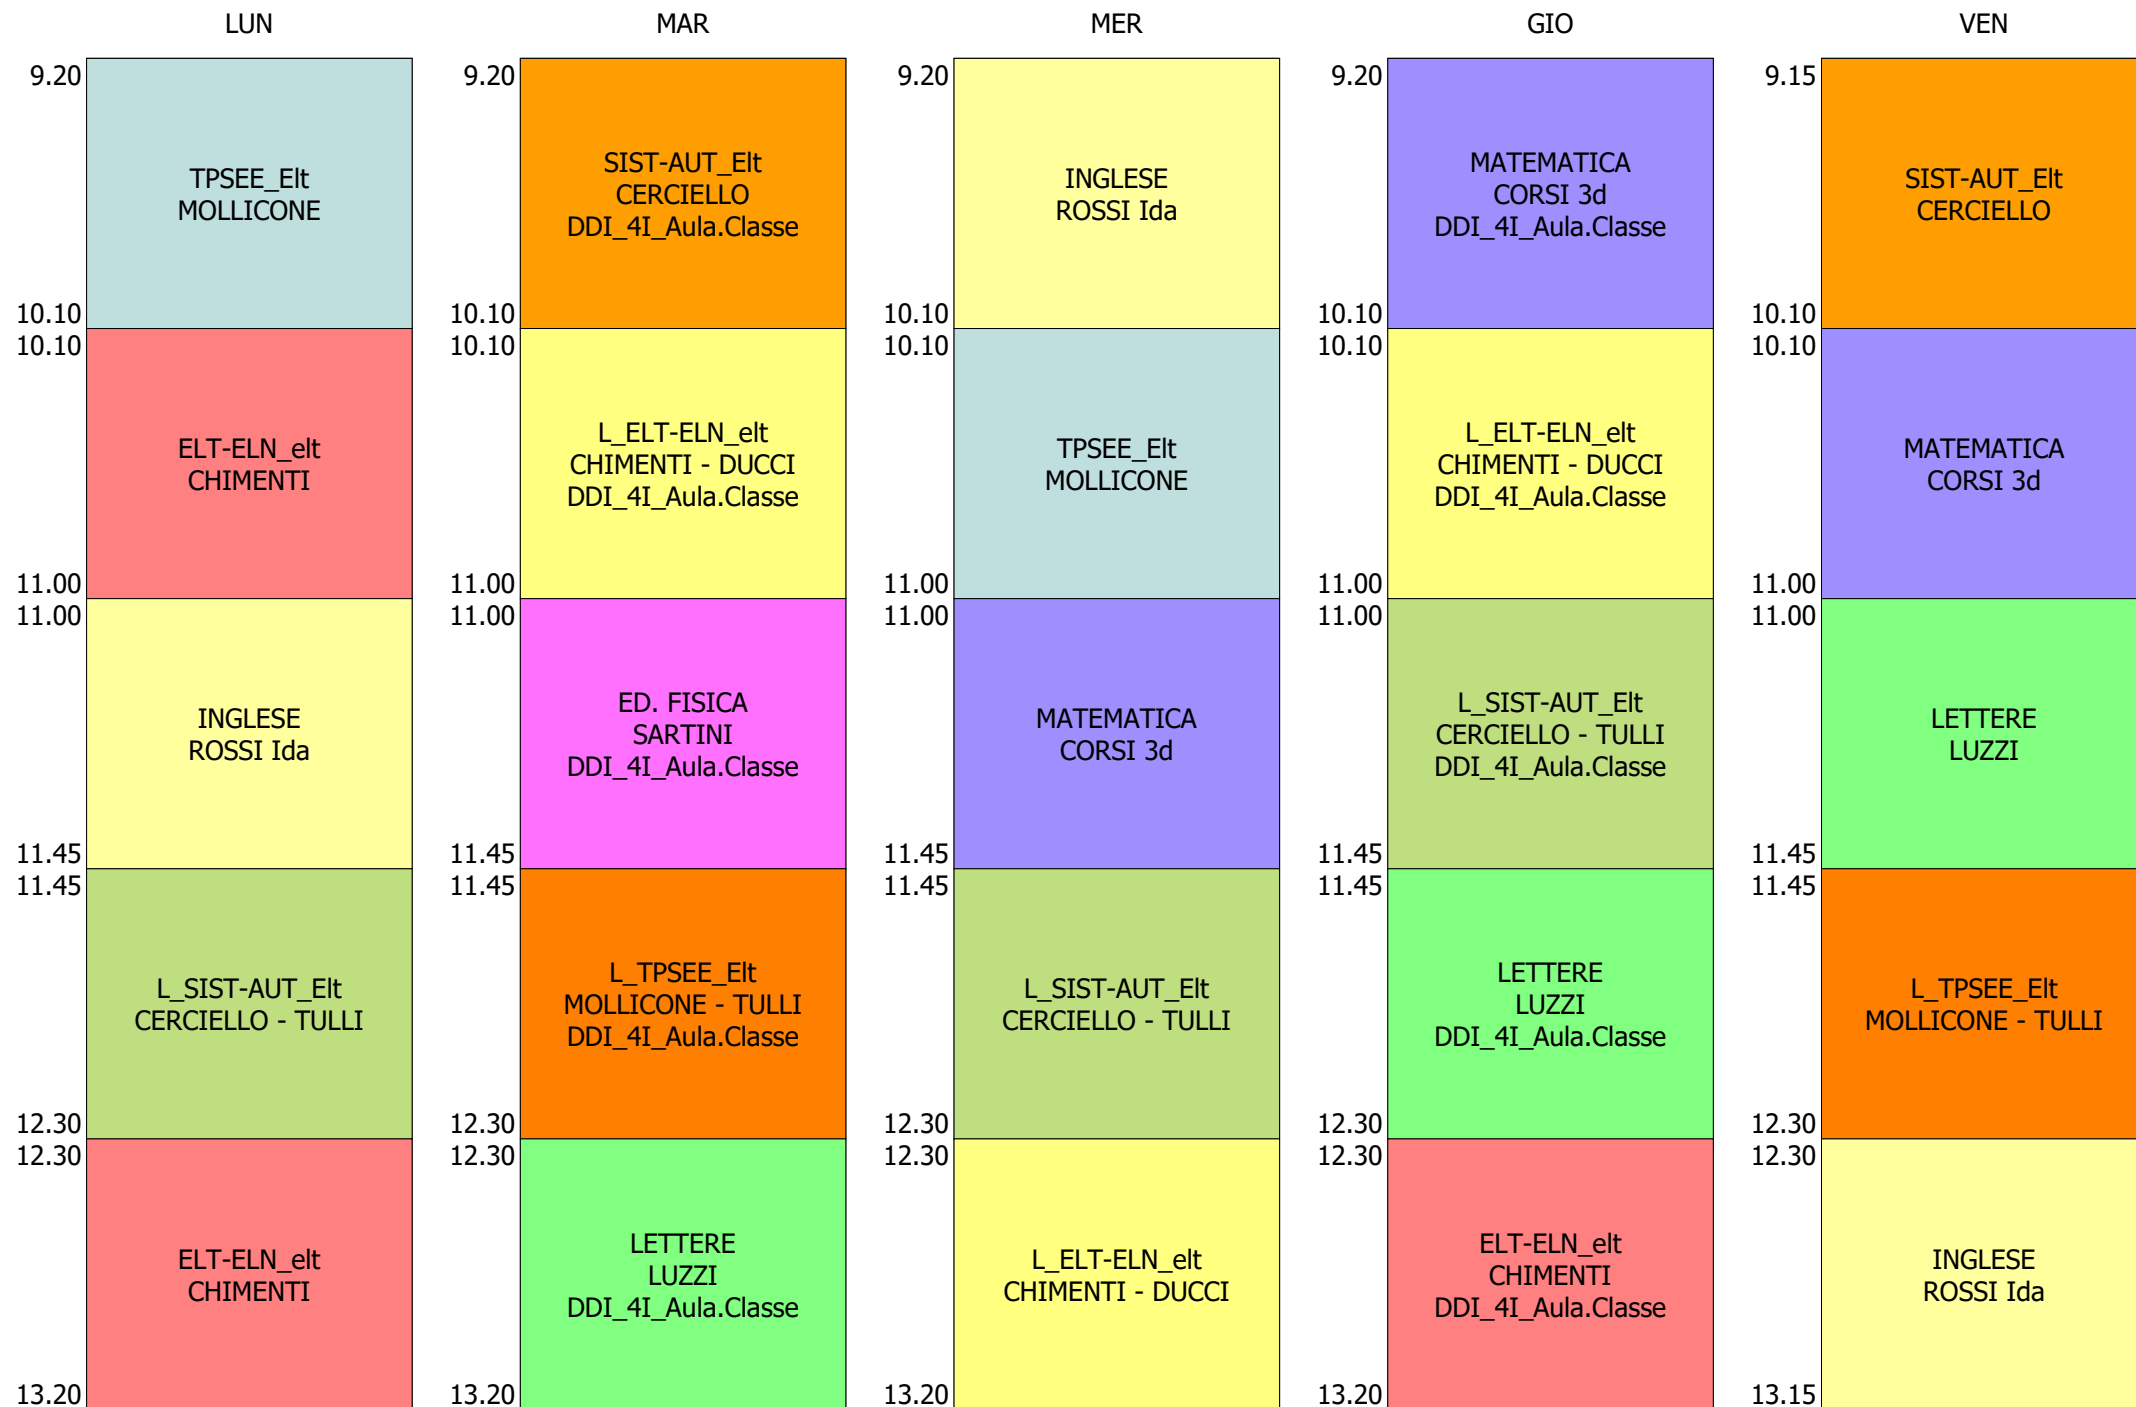 LUN
MAR
MER
GIO
VEN
9.20
TPSEE_Elt
MOLLICONE
10.10
10.10
ELT-ELN_elt
CHIMENTI
11.00
11.00
INGLESE
ROSSI Ida
11.45
11.45
L_SIST-AUT_Elt
CERCIELLO - TULLI
12.30
12.30
ELT-ELN_elt
CHIMENTI
13.20
9.20
SIST-AUT_Elt
CERCIELLO
DDI_4I_Aula.Classe
10.10
10.10
L_ELT-ELN_elt
CHIMENTI - DUCCI
DDI_4I_Aula.Classe
11.00
11.00
ED. FISICA
SARTINI
DDI_4I_Aula.Classe
11.45
11.45
L_TPSEE_Elt
MOLLICONE - TULLI
DDI_4I_Aula.Classe
12.30
12.30
LETTERE
LUZZI
DDI_4I_Aula.Classe
13.20
9.20
INGLESE
ROSSI Ida
10.10
10.10
TPSEE_Elt
MOLLICONE
11.00
11.00
MATEMATICA
CORSI 3d
11.45
11.45
L_SIST-AUT_Elt
CERCIELLO - TULLI
12.30
12.30
L_ELT-ELN_elt
CHIMENTI - DUCCI
13.20
9.20
MATEMATICA
CORSI 3d
DDI_4I_Aula.Classe
10.10
10.10
L_ELT-ELN_elt
CHIMENTI - DUCCI
DDI_4I_Aula.Classe
11.00
11.00
L_SIST-AUT_Elt
CERCIELLO - TULLI
DDI_4I_Aula.Classe
11.45
11.45
LETTERE
LUZZI
DDI_4I_Aula.Classe
12.30
12.30
ELT-ELN_elt
CHIMENTI
DDI_4I_Aula.Classe
13.20
9.15
SIST-AUT_Elt
CERCIELLO
10.10
10.10
MATEMATICA
CORSI 3d
11.00
11.00
LETTERE
LUZZI
11.45
11.45
L_TPSEE_Elt
MOLLICONE - TULLI
12.30
12.30
INGLESE
ROSSI Ida
13.15